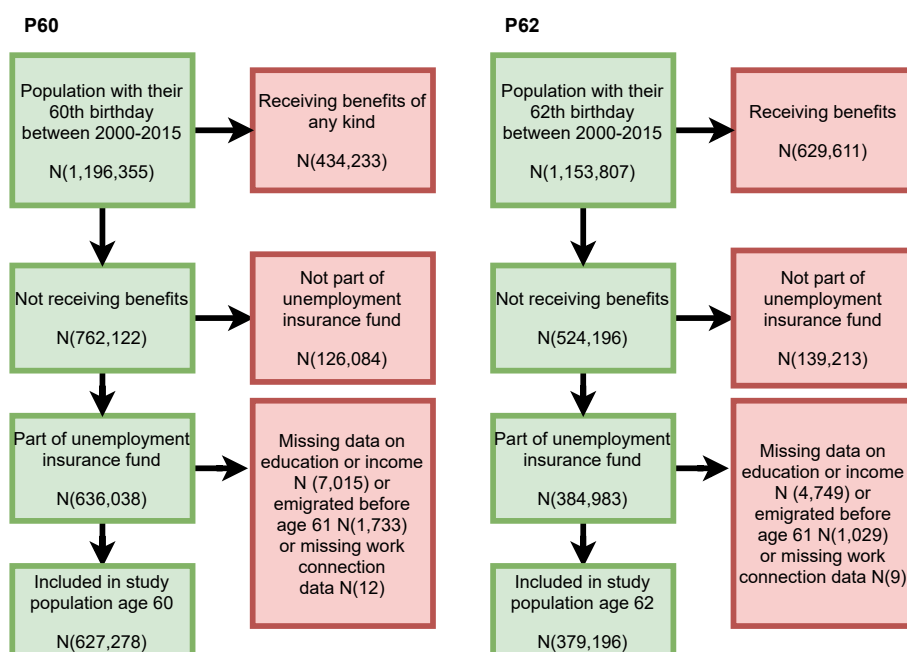 P60
Population with their
60th birthday
between 2000-2015
N(1,196,355)
Receiving benefits of
any kind
N(434,233)
Not receiving benefits
N(762,122)
Not part of
unemployment
insurance fund
N(126,084)
Part of unemployment
insurance fund
N(636,038)
Missing data on
education or income
N (7,015) or
emigrated before
age 61 N(1,733)
or missing work
connection
data N(12)
Included in study
population age 60
N(627,278)
P62
Population with their
62th birthday
between 2000-2015
N(1,153,807)
Receiving benefits
N(629,611)
Not receiving benefits
N(524,196)
Not part of
unemployment
insurance fund
N(139,213)
Part of unemployment
insurance fund
N(384,983)
Missing data on
education or income
N (4,749) or
emigrated before
age 61 N(1,029)
or missing work
connection data N(9)
Included in study
population age 62
N(379,196)